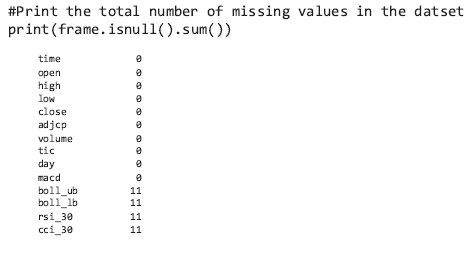 #Print the total number of missing values in the datset
print(frame.isnull().sum())
time 0
open 0
high 0
low 0
close 0
adjcp 0
volume 0
tic 0
day 0
macd 0
boll_ub 11
boll_lb 11
rsi_30 11
cci_30 11